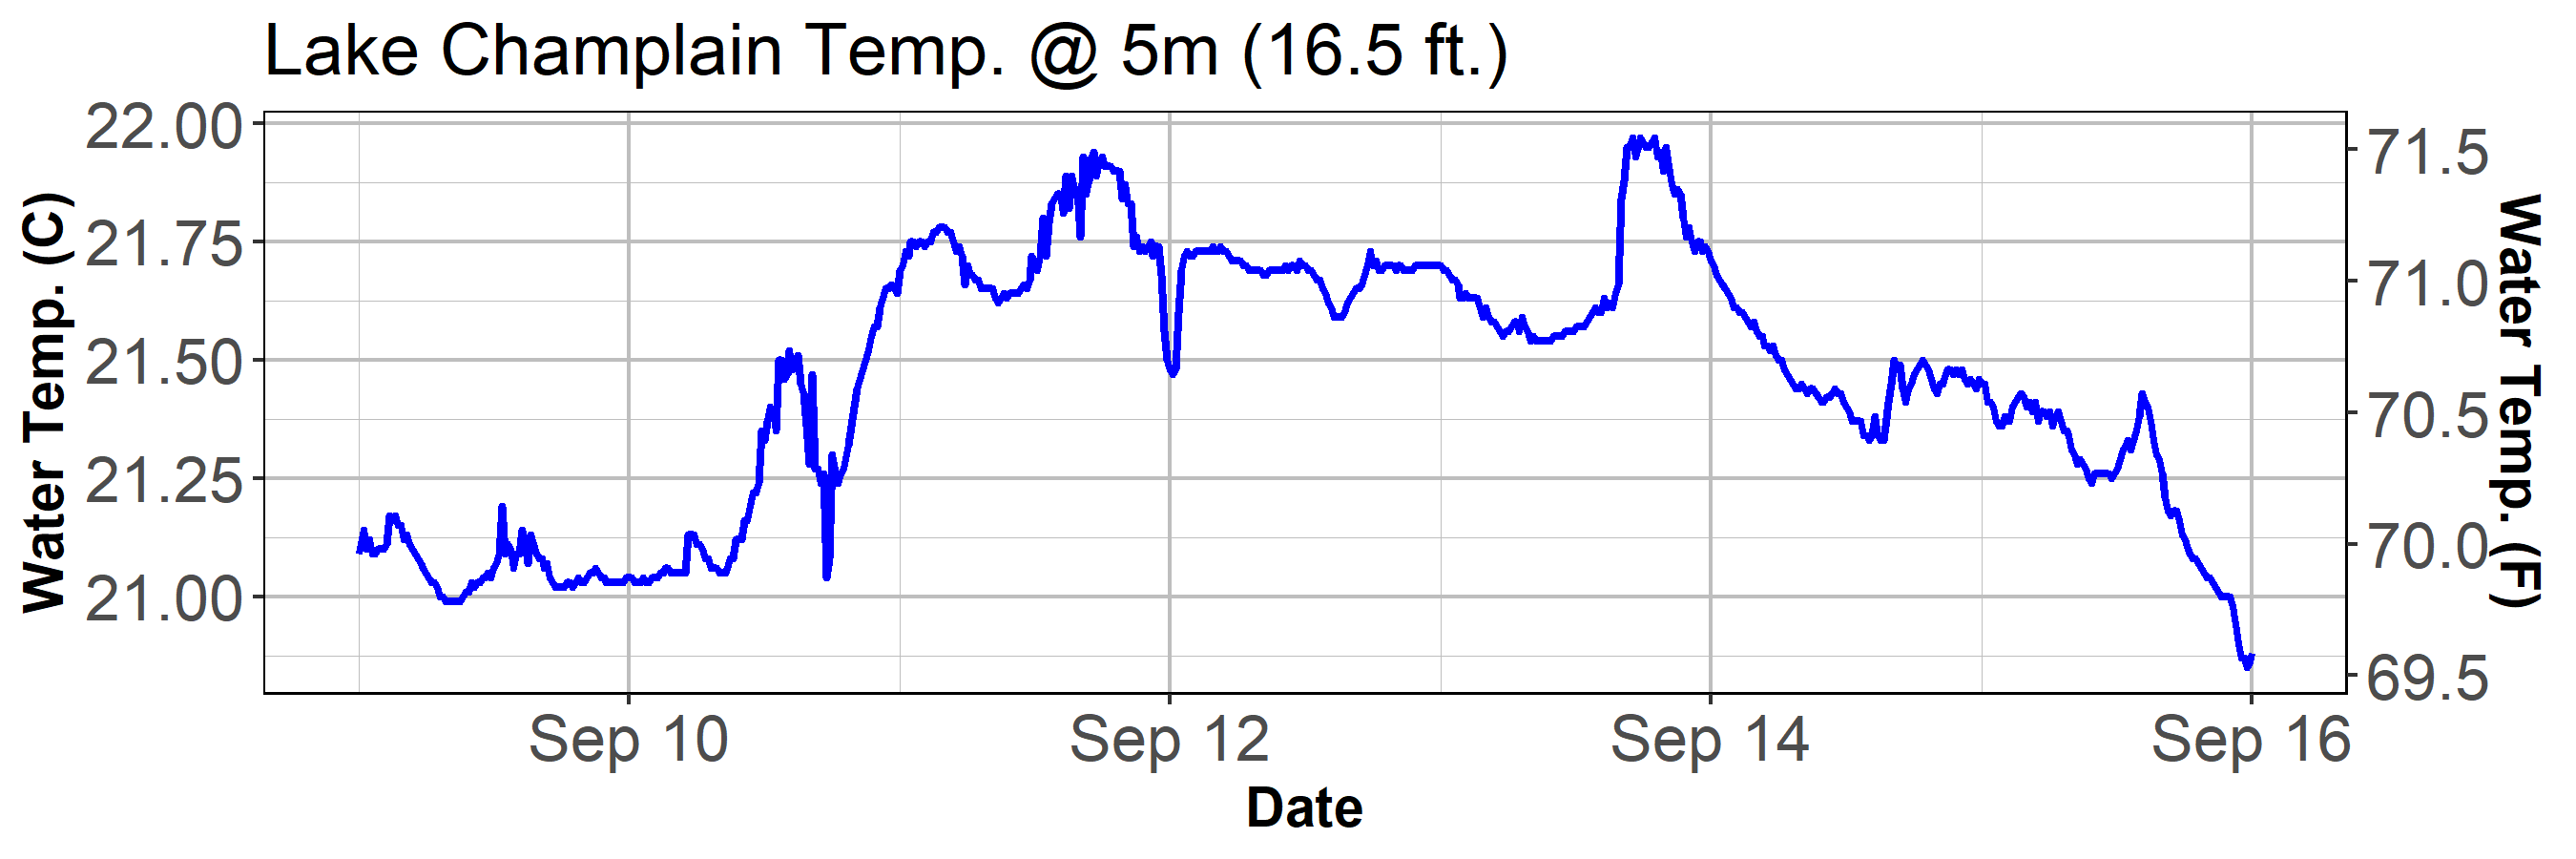 Lake Champlain Temp. @ 5m (16.5 ft.)
Water Temp. (C)
22.00
21.75
21.50
21.25
21.00
71.5
71.0
70.5
70.0
69.5
Water Temp. (F)
Sep 10
Sep 12
Sep 14
Sep 16
Date